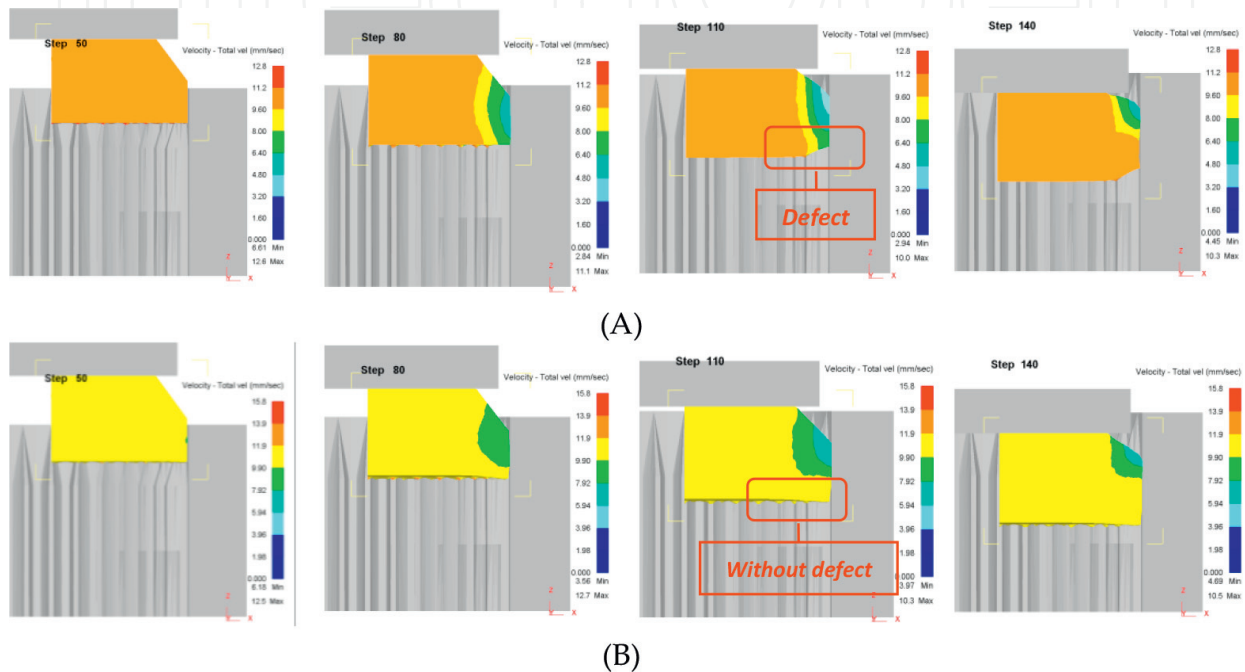 Step 50
Velocity - Total vel (mm/sec)
12.8
11.2
9.60
8.00
6.40
4.80
3.20
1.60
0.000
6.61 Min
12.6 Max
Z
X
Step 80
Velocity - Total vel (mm/sec)
12.8
11.2
9.60
8.00
6.40
4.80
3.20
1.60
0.000
2.84 Min
11.1 Max
Z
X
Step 110
Velocity - Total vel (mm/sec)
12.8
11.2
9.60
8.00
6.40
4.80
3.20
1.60
0.000
2.94 Min
10.0 Max
Z
X
Defect
Step 140
Velocity - Total vel (mm/sec)
12.8
11.2
9.60
8.00
6.40
4.80
3.20
1.60
0.000
4.45 Min
10.3 Max
Z
X
(A)
Step 50
Velocity - Total vel (mm/sec)
15.8
13.9
11.9
9.90
7.92
5.94
3.96
1.98
0.000
6.18 Min
12.5 Max
Z
X
Step 80
Velocity - Total vel (mm/sec)
15.8
13.9
11.9
9.90
7.92
5.94
3.96
1.98
0.000
3.56 Min
12.7 Max
Z
X
Step 110
Velocity - Total vel (mm/sec)
15.8
13.9
11.9
9.90
7.92
5.94
3.96
1.98
0.000
3.97 Min
10.3 Max
Z
X
Without defect
Step 140
Velocity - Total vel (mm/sec)
15.8
13.9
11.9
9.90
7.92
5.94
3.96
1.98
0.000
4.69 Min
10.5 Max
Z
X
(B)